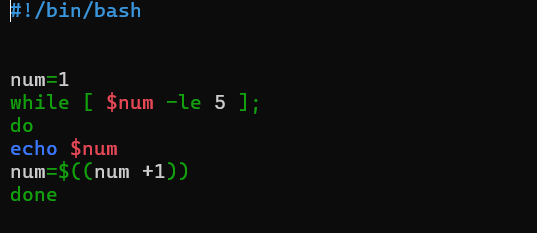 #!/bin/bash
num=1
while [ $num -le 5 ];
do
echo $num
num=$((num +1))
done